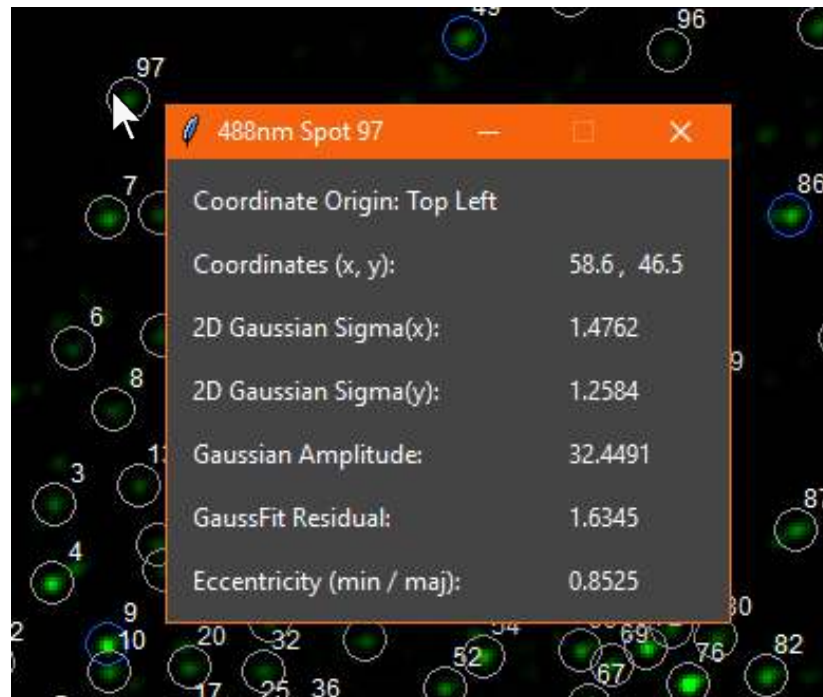 49
96
97
488nm Spot 97
7
86
Coordinate Origin: Top Left
Coordinates (x, y): 58.6 , 46.5
6
2D Gaussian Sigma(x): 1.4762
8
2D Gaussian Sigma(y): 1.2584
Gaussian Amplitude: 32.4491
3
GaussFit Residual: 1.6345
4
Eccentricity (min / maj): 0.8525
9
10
20
32
69
52
67
76
82
17
25
36